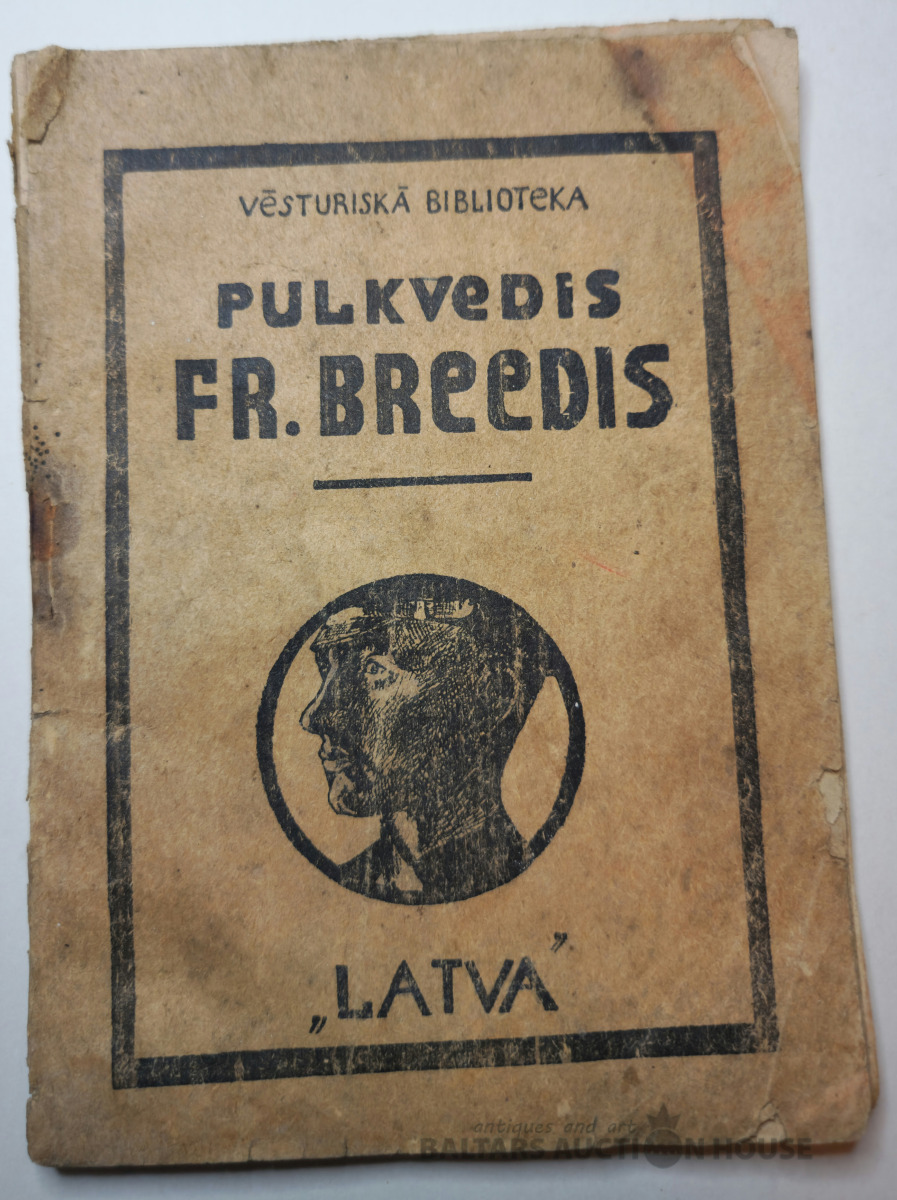 VēSTURISKĀ BIBLIOTeKA
PULKVeDIS
FR. BReeDIS
„LATVA”
antiques and art
BALTARS AUCTION HOUSE